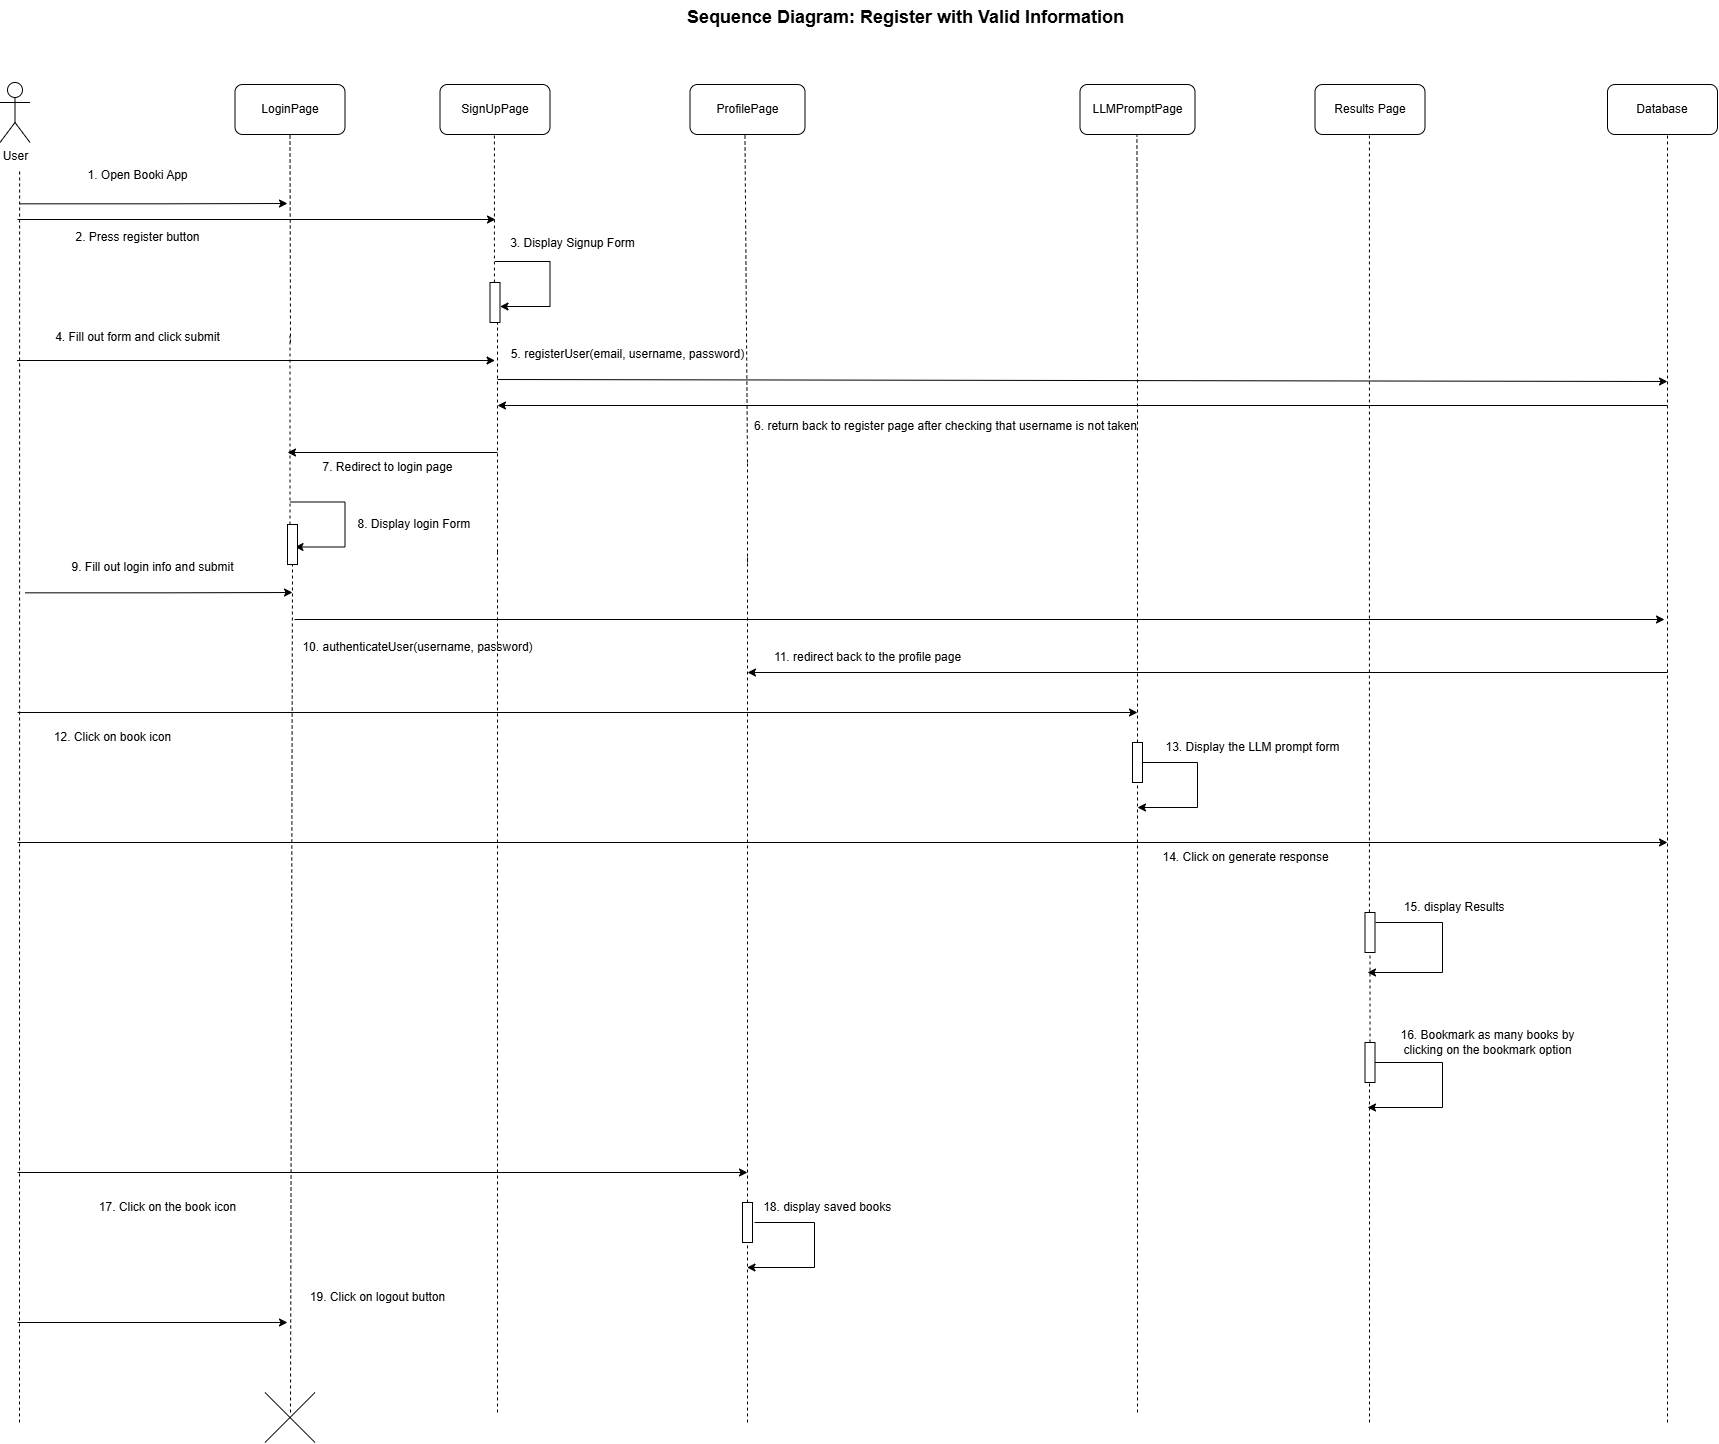 Sequence Diagram: Register with Valid Information
LoginPage
SignUpPage
ProfilePage
LLMPromptPage
Results Page
Database
User
1. Open Booki App
2. Press register button
3. Display Signup Form
4. Fill out form and click submit
5. registerUser(email, username, password)
6. return back to register page after checking that username is not taken
7. Redirect to login page
8. Display login Form
9. Fill out login info and submit
10. authenticateUser(username, password)
11. redirect back to the profile page
12. Click on book icon
13. Display the LLM prompt form
14. Click on generate response
15. display Results
16. Bookmark as many books by
clicking on the bookmark option
17. Click on the book icon
18. display saved books
19. Click on logout button